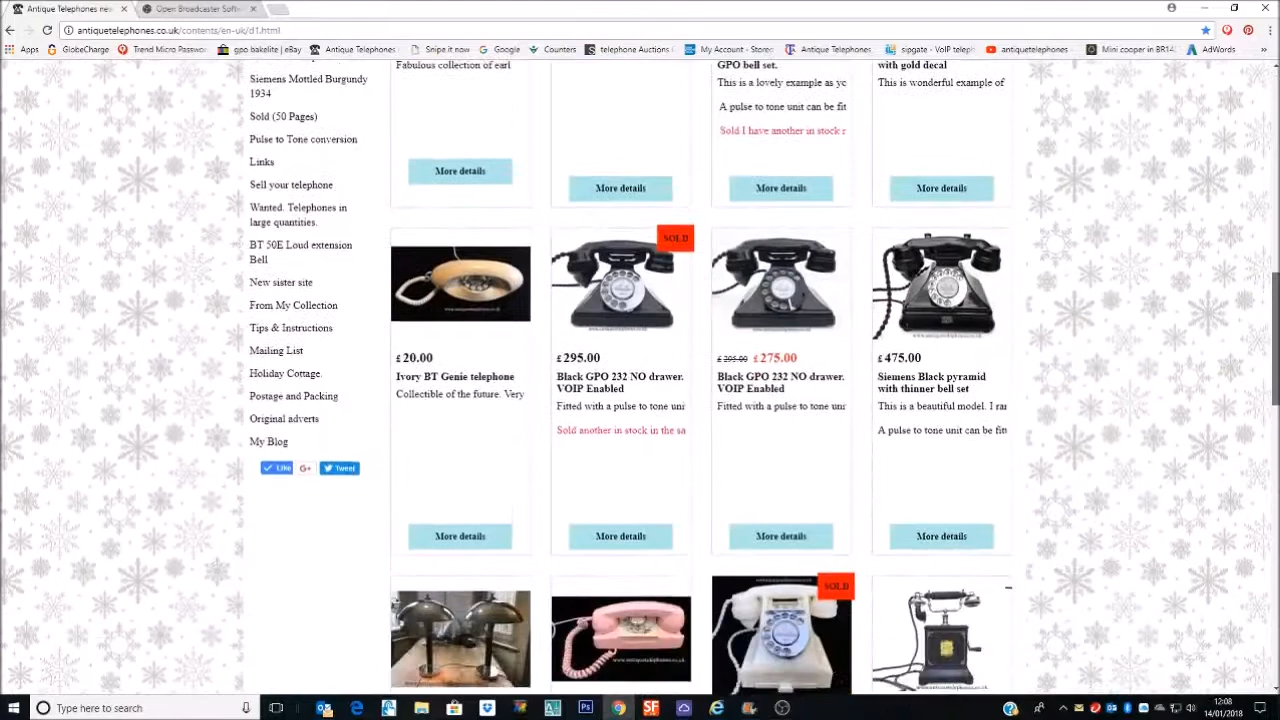 Antique Telephones new
Open Broadcaster Softw
antiquetelephones.co.uk/contents/en-uk/d1.html
Apps
GlobeCharge
Trend Micro Passwor
gpo bakelite | eBay
Antique Telephones
Snipe it now
Google
Counters
telephone Auctions
My Account - Storen
Antique Telephones
sipgate - VoIP teleph
antiquetelephones -
Mini cooper in BR14
AdWords
Siemens Mottled Burgundy
1934
Sold (50 Pages)
Pulse to Tone conversion
Links
Sell your telephone
Wanted. Telephones in
large quantities.
BT 50E Loud extension
Bell
New sister site
From My Collection
Tips & Instructions
Mailing List
Holiday Cottage.
Postage and Packing
Original adverts
My Blog
Like
G+
Tweet
Fabulous collection of earl
GPO bell set.
This is a lovely example as yo
A pulse to tone unit can be fit
Sold I have another in stock r
with gold decal
This is wonderful example of
More details
More details
More details
More details
SOLD
www.antiquetelephones.co.uk
£ 20.00
Ivory BT Genie telephone
Collectible of the future. Very
£ 295.00
Black GPO 232 NO drawer.
VOIP Enabled
Fitted with a pulse to tone uni
Sold another in stock in the sa
£ 295.00 £ 275.00
Black GPO 232 NO drawer.
VOIP Enabled
Fitted with a pulse to tone unr
£ 475.00
Siemens Black pyramid
with thinner bell set
This is a beautiful model. I ran
A pulse to tone unit can be fitt
More details
More details
More details
More details
SOLD
www.antiquetelephones.co.uk
Type here to search
12:08
14/01/2018